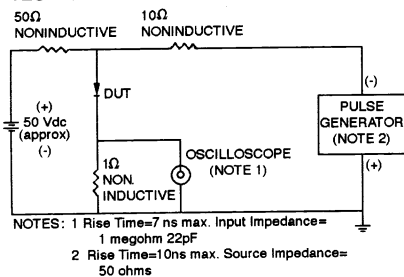 50Ω
NONINDUCTIVE
10Ω
NONINDUCTIVE
DUT
(+)
50 Vdc
(approx)
(-)
(-)
PULSE
GENERATOR
(NOTE 2)
(+)
1Ω
NON.
INDUCTIVE
OSCILLOSCOPE
(NOTE 1)
NOTES: 1 Rise Time=7 ns max. Input Impedance=
1 megohm 22pF
2 Rise Time=10ns max. Source Impedance=
50 ohms